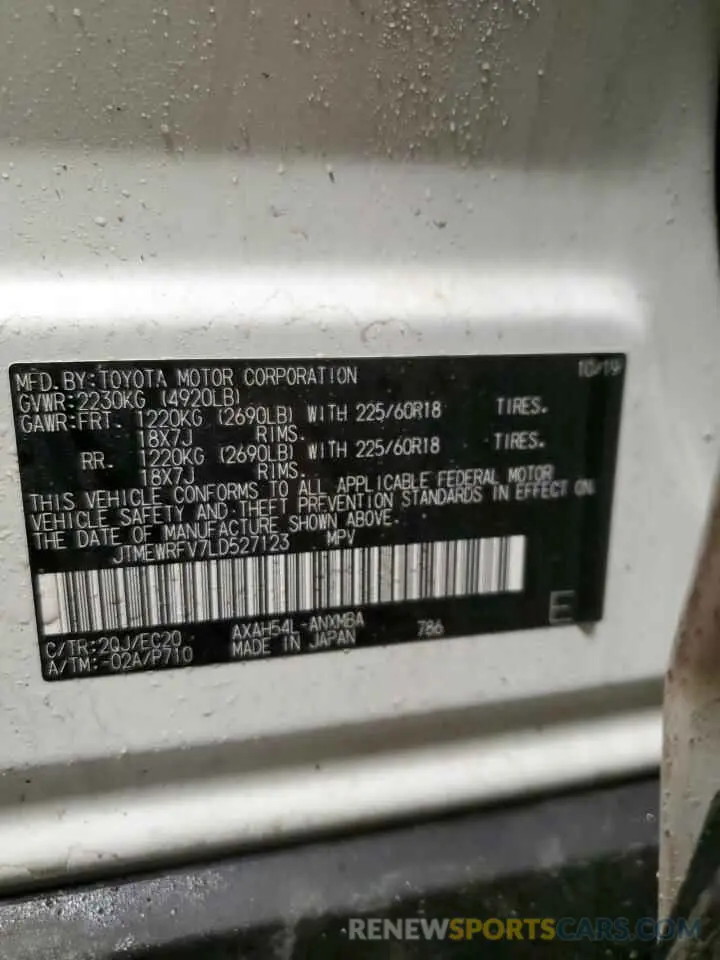 MFD.BY:TOYOTA MOTOR CORPORATION 10/19
GVWR:2230KG (4920LB)
GAWR:FRT. 1220KG (2690LB) WITH 225/60R18 TIRES.
18X7J RIMS.
RR. 1220KG (2690LB) WITH 225/60R18 TIRES.
18X7J RIMS.
THIS VEHICLE CONFORMS TO ALL APPLICABLE FEDERAL MOTOR
VEHICLE SAFETY AND THEFT PREVENTION STANDARDS IN EFFECT ON
THE DATE OF MANUFACTURE SHOWN ABOVE.
JTMEWRFV7LD527123 MPV
E
C/TR:2QJ/EC20 AXAH54L-ANXMBA 786
A/TM:-02A/P710 MADE IN JAPAN
RENEWSPORTSCARS.COM